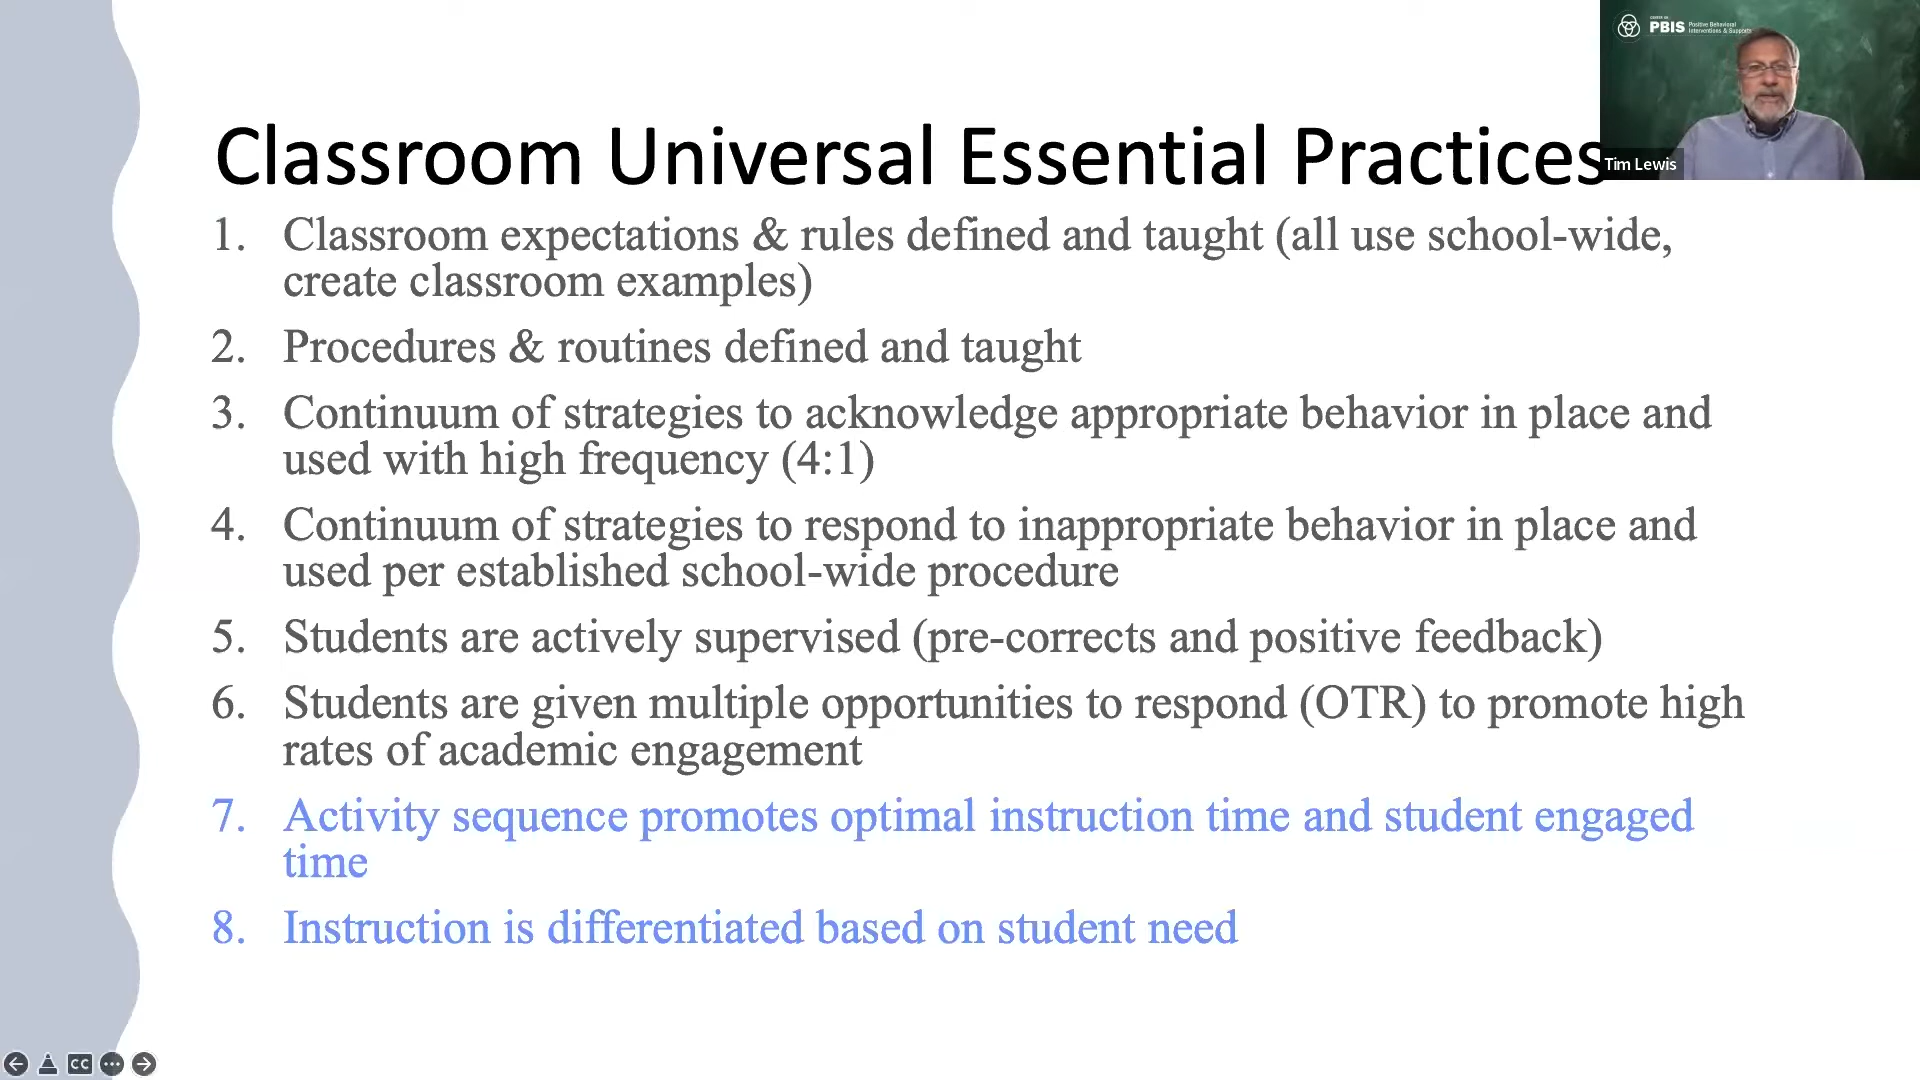 CENTER ON
PBIS
Positive Behavioral
Interventions & Supports
Tim Lewis
Classroom Universal Essential Practices
1. Classroom expectations & rules defined and taught (all use school-wide,
create classroom examples)
2. Procedures & routines defined and taught
3. Continuum of strategies to acknowledge appropriate behavior in place and
used with high frequency (4:1)
4. Continuum of strategies to respond to inappropriate behavior in place and
used per established school-wide procedure
5. Students are actively supervised (pre-corrects and positive feedback)
6. Students are given multiple opportunities to respond (OTR) to promote high
rates of academic engagement
7. Activity sequence promotes optimal instruction time and student engaged
time
8. Instruction is differentiated based on student need
CC